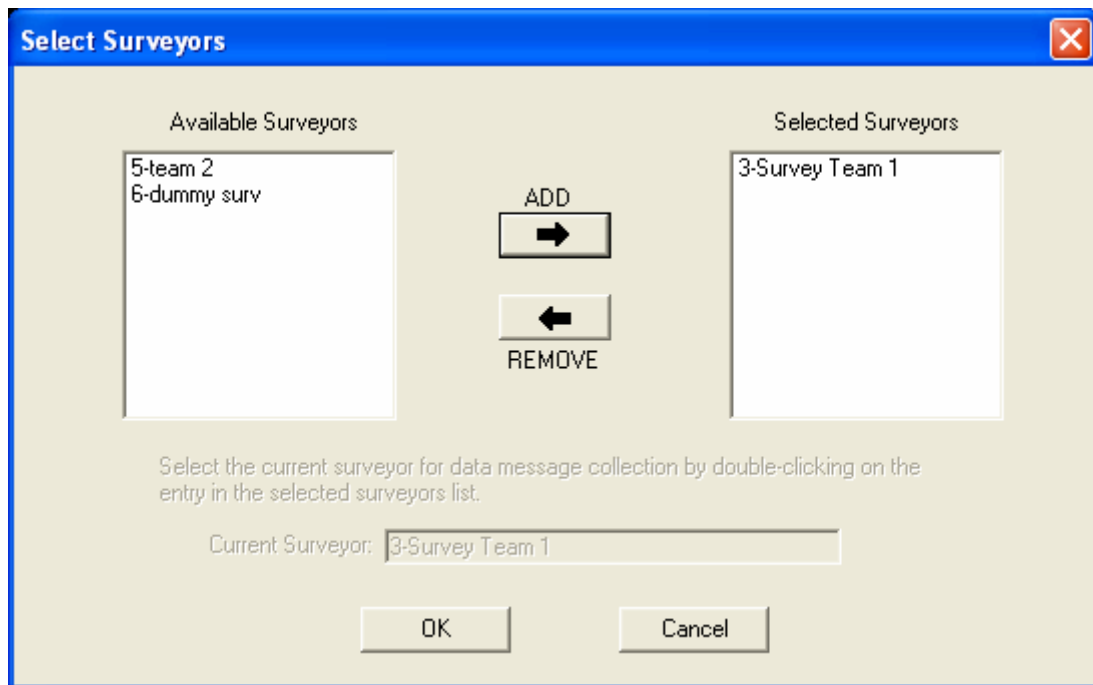 Select Surveyors
Available Surveyors
Selected Surveyors
5-team 2
6-dummy surv
3-Survey Team 1
ADD
REMOVE
Select the current surveyor for data message collection by double-clicking on the
entry in the selected surveyors list.
Current Surveyor: 3-Survey Team 1
OK
Cancel